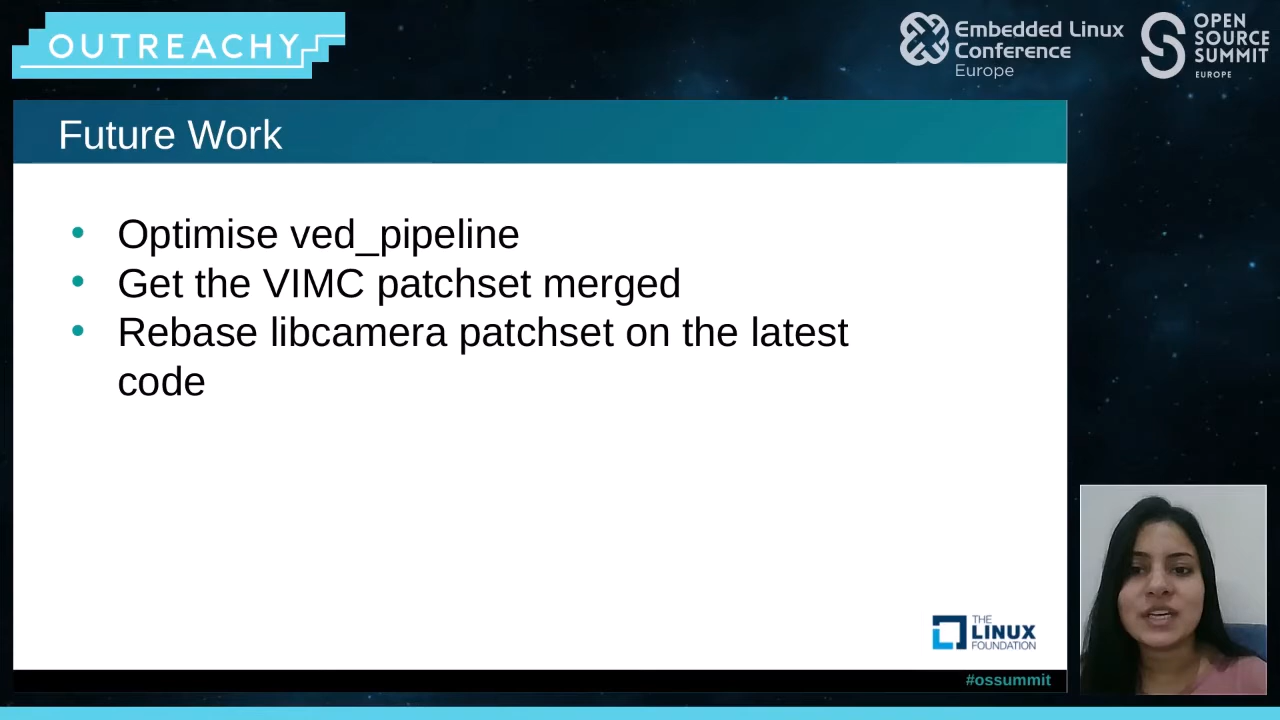 OUTREACHY
Embedded Linux
Conference
Europe
OPEN
SOURCE
SUMMIT
EUROPE
Future Work
• Optimise ved_pipeline
• Get the VIMC patchset merged
• Rebase libcamera patchset on the latest
code
THE
LINUX
FOUNDATION
#ossummit